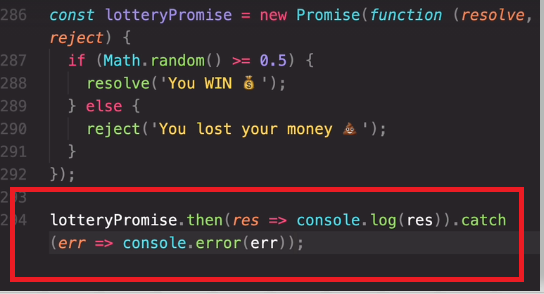 286 const lotteryPromise = new Promise(function (resolve,
reject) {
287 if (Math.random() >= 0.5) {
288 resolve('You WIN 💰');
289 } else {
290 reject('You lost your money 💩');
291 }
292 });
293
294 lotteryPromise.then(res => console.log(res)).catch
(err => console.error(err));